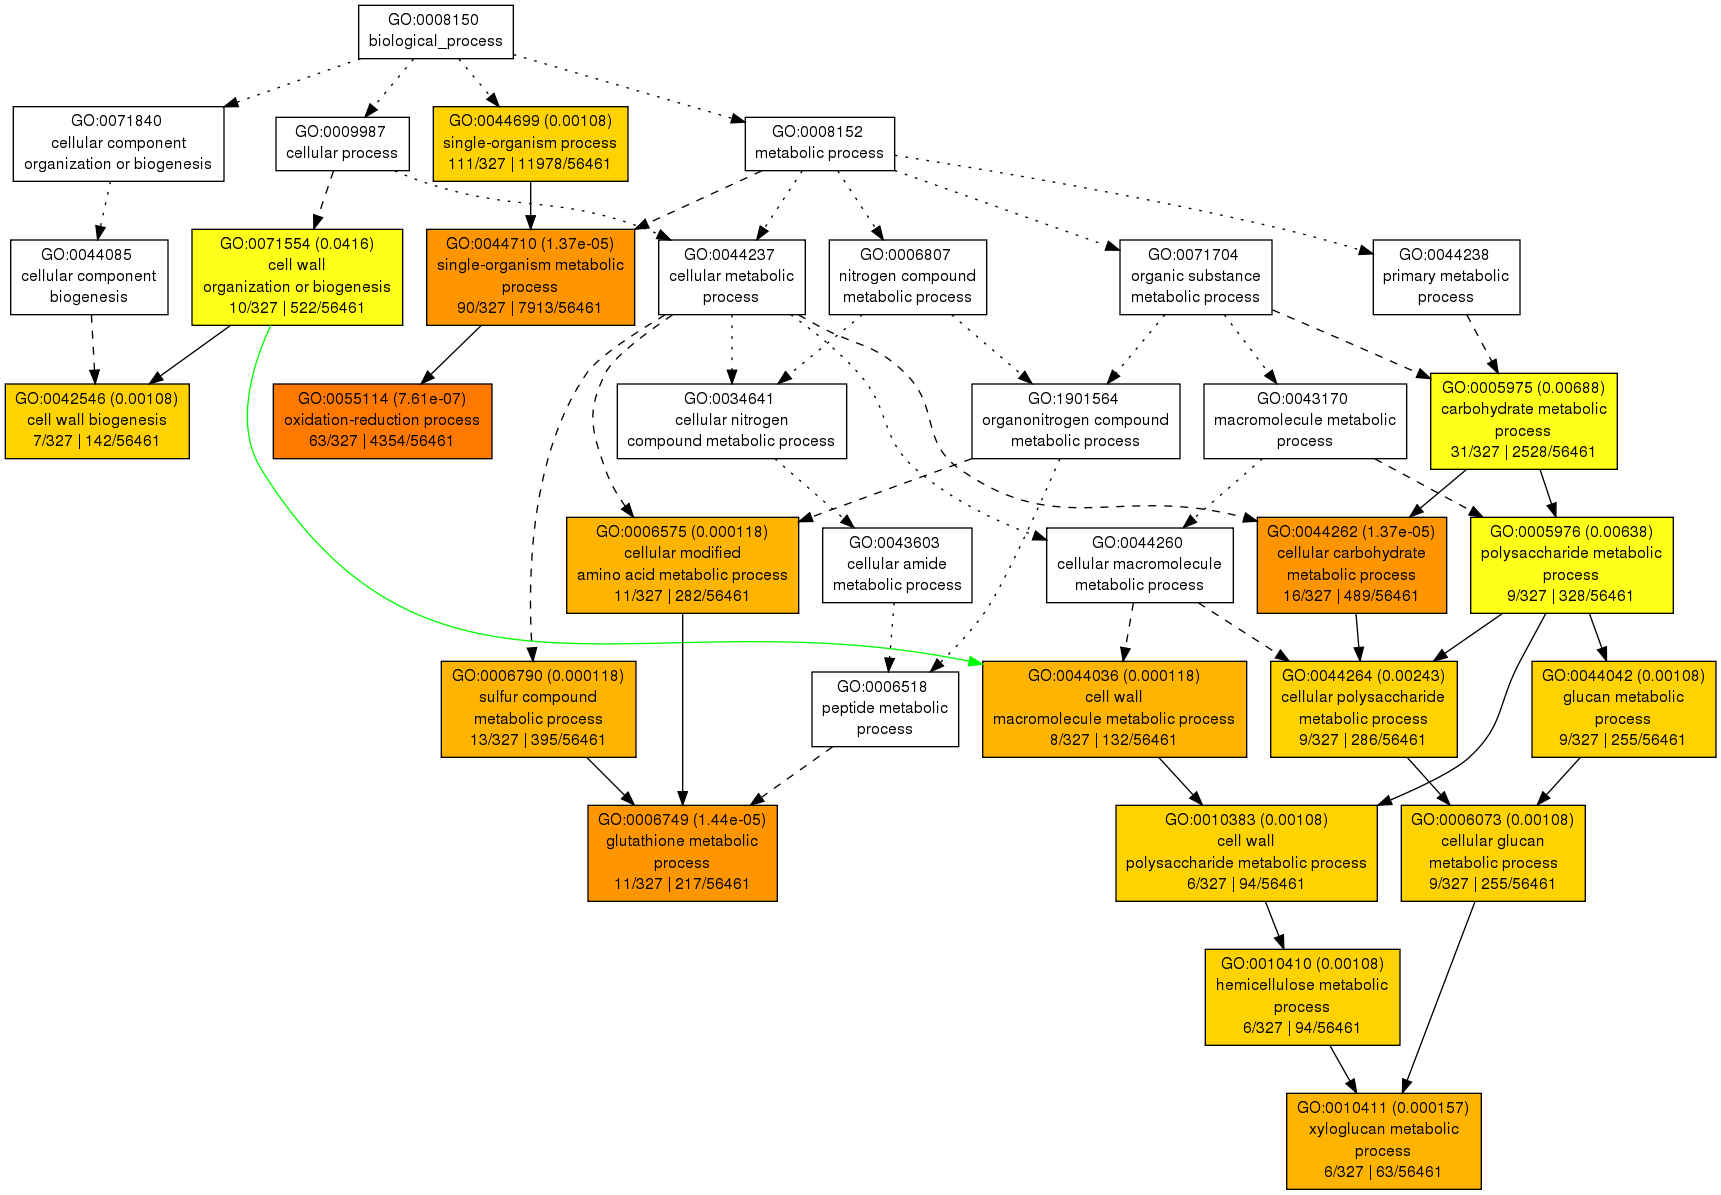 GO:0008150
biological_process
GO:0071840
cellular component
organization or biogenesis
GO:0009987
cellular process
GO:0044699 (0.00108)
single-organism process
111/327 | 11978/56461
GO:0008152
metabolic process
GO:0044085
cellular component
biogenesis
GO:0071554 (0.0416)
cell wall
organization or biogenesis
10/327 | 522/56461
GO:0044710 (1.37e-05)
single-organism metabolic
process
90/327 | 7913/56461
GO:0044237
cellular metabolic
process
GO:0006807
nitrogen compound
metabolic process
GO:0071704
organic substance
metabolic process
GO:0044238
primary metabolic
process
GO:0042546 (0.00108)
cell wall biogenesis
7/327 | 142/56461
GO:0055114 (7.61e-07)
oxidation-reduction process
63/327 | 4354/56461
GO:0034641
cellular nitrogen
compound metabolic process
GO:1901564
organonitrogen compound
metabolic process
GO:0043170
macromolecule metabolic
process
GO:0005975 (0.00688)
carbohydrate metabolic
process
31/327 | 2528/56461
GO:0006575 (0.000118)
cellular modified
amino acid metabolic process
11/327 | 282/56461
GO:0043603
cellular amide
metabolic process
GO:0044260
cellular macromolecule
metabolic process
GO:0044262 (1.37e-05)
cellular carbohydrate
metabolic process
16/327 | 489/56461
GO:0005976 (0.00638)
polysaccharide metabolic
process
9/327 | 328/56461
GO:0006790 (0.000118)
sulfur compound
metabolic process
13/327 | 395/56461
GO:0006518
peptide metabolic
process
GO:0044036 (0.000118)
cell wall
macromolecule metabolic process
8/327 | 132/56461
GO:0044264 (0.00243)
cellular polysaccharide
metabolic process
9/327 | 286/56461
GO:0044042 (0.00108)
glucan metabolic
process
9/327 | 255/56461
GO:0006749 (1.44e-05)
glutathione metabolic
process
11/327 | 217/56461
GO:0010383 (0.00108)
cell wall
polysaccharide metabolic process
6/327 | 94/56461
GO:0006073 (0.00108)
cellular glucan
metabolic process
9/327 | 255/56461
GO:0010410 (0.00108)
hemicellulose metabolic
process
6/327 | 94/56461
GO:0010411 (0.000157)
xyloglucan metabolic
process
6/327 | 63/56461